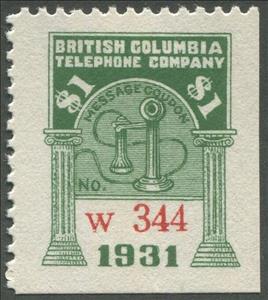 BRITISH COLUMBIA
TELEPHONE COMPANY
$1 $1
MESSAGE COUPON
NO.
W 344
1931